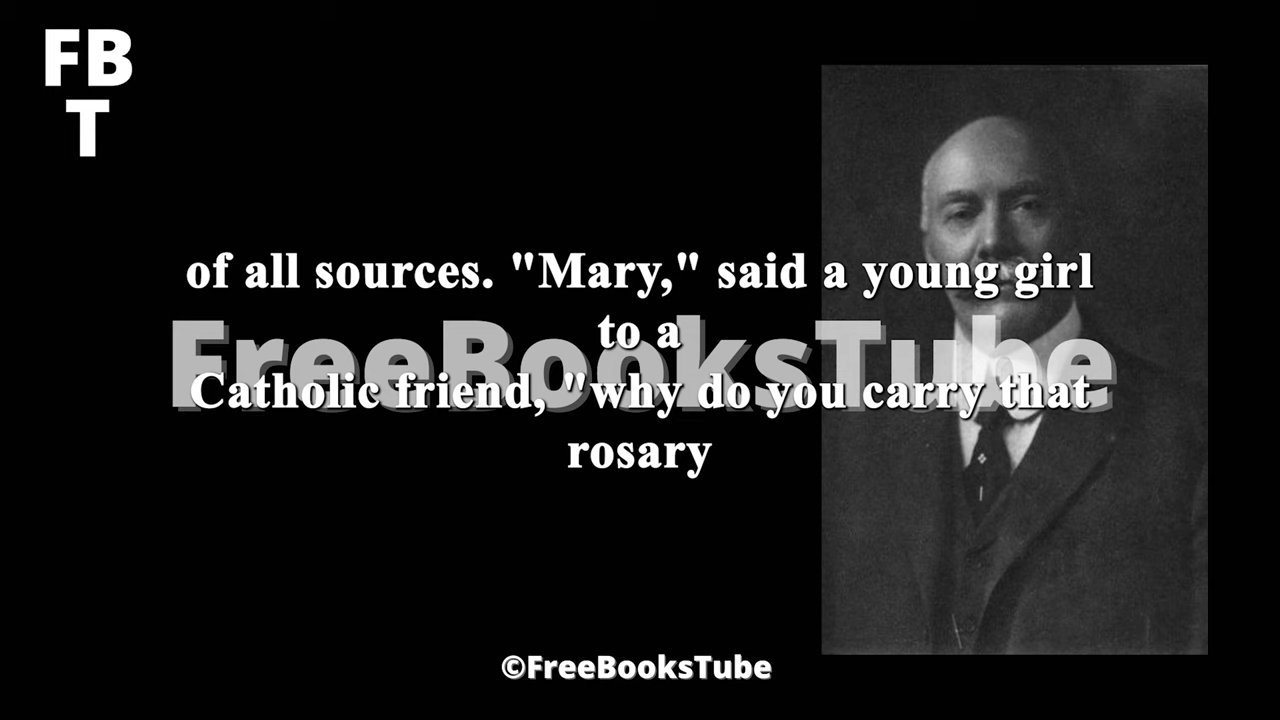 FB
T
of all sources. "Mary," said a young girl
to a
FreeBooksTube
Catholic friend, "why do you carry that
rosary
©FreeBooksTube